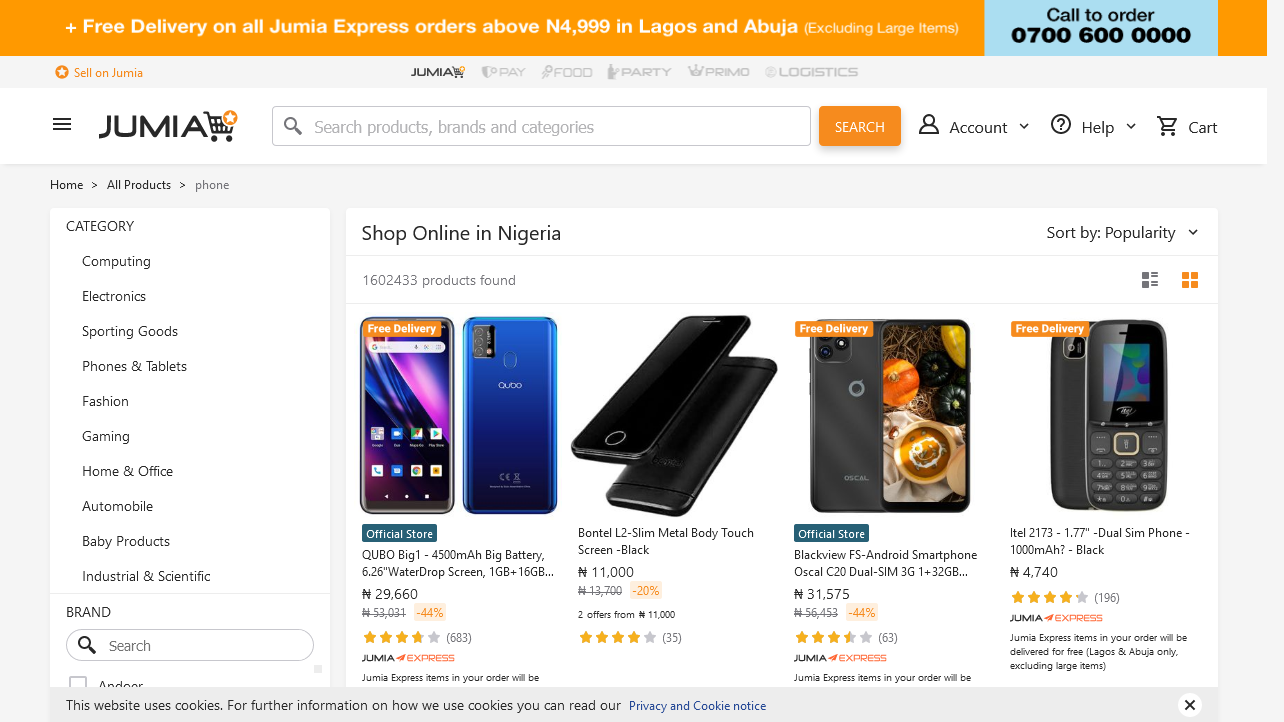 + Free Delivery on all Jumia Express orders above N4,999 in Lagos and Abuja (Excluding Large Items)
Call to order
0700 600 0000
Sell on Jumia
JUMIA
PAY
FOOD
PARTY
PRIMO
LOGISTICS
JUMIA
Search products, brands and categories
SEARCH
Account
Help
Cart
Home > All Products > phone
CATEGORY
Computing
Electronics
Sporting Goods
Phones & Tablets
Fashion
Gaming
Home & Office
Automobile
Baby Products
Industrial & Scientific
BRAND
Search
Andoer
Shop Online in Nigeria
Sort by: Popularity
1602433 products found
Free Delivery
Qubo
Official Store
QUBO Big1 - 4500mAh Big Battery,
6.26"WaterDrop Screen, 1GB+16GB...
₦ 29,660
₦ 53,031 -44%
(683)
JUMIA EXPRESS
Jumia Express items in your order will be
Bontel L2-Slim Metal Body Touch
Screen -Black
₦ 11,000
₦ 13,700 -20%
2 offers from ₦ 11,000
(35)
Free Delivery
OSCAL
Official Store
Blackview FS-Android Smartphone
Oscal C20 Dual-SIM 3G 1+32GB...
₦ 31,575
₦ 56,453 -44%
(63)
JUMIA EXPRESS
Jumia Express items in your order will be
Free Delivery
itel
Itel 2173 - 1.77" -Dual Sim Phone -
1000mAh? - Black
₦ 4,740
(196)
JUMIA EXPRESS
Jumia Express items in your order will be
delivered for free (Lagos & Abuja only,
excluding large items)
This website uses cookies. For further information on how we use cookies you can read our Privacy and Cookie notice